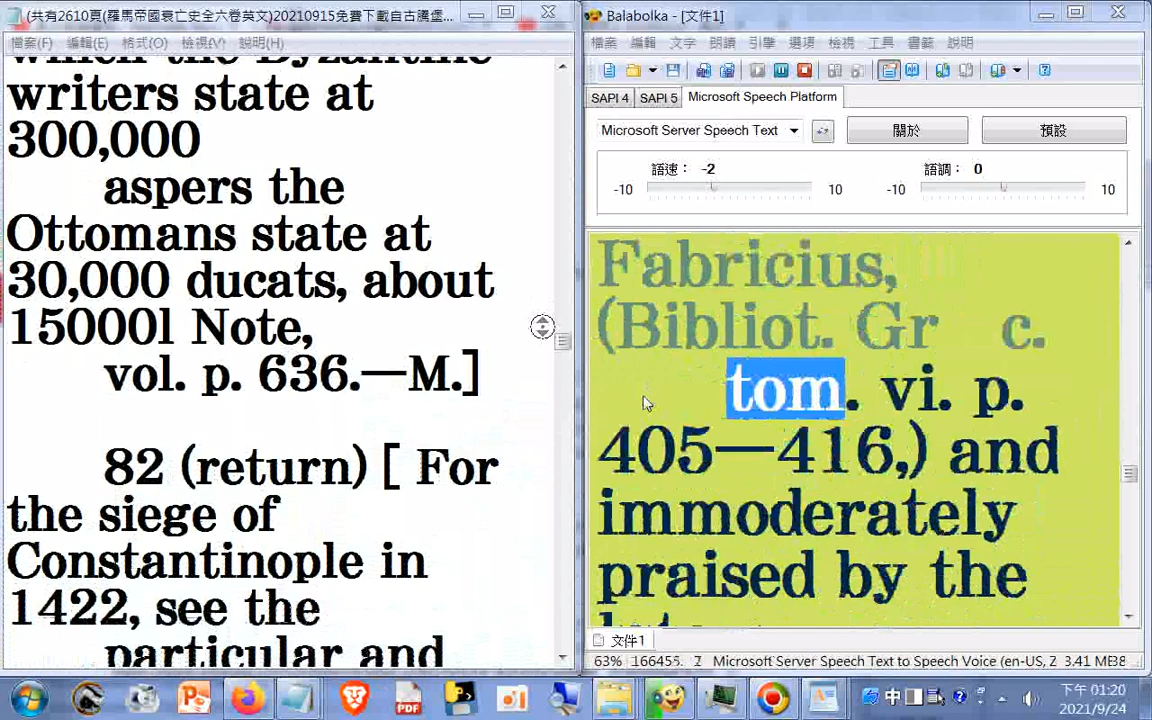 (共有2610頁(羅馬帝國衰亡史全六卷英文)20210915免費下載自古騰堡...
檔案(F) 編輯(E) 格式(O) 檢視(V) 說明(H)
which the Byzantine
writers state at
300,000
aspers the
Ottomans state at
30,000 ducats, about
15000l Note,
vol. p. 636.—M.]
82 (return) [ For
the siege of
Constantinople in
1422, see the
particular and
Balabolka - [文件1]
檔案 編輯 文字 朗讀 引擎 選項 檢視 工具 書籤 說明
SAPI 4 SAPI 5 Microsoft Speech Platform
Microsoft Server Speech Text 關於 預設
語速: -2 語調: 0
-10 10 -10 10
Fabricius,
(Bibliot. Gr c.
tom. vi. p.
405—416,) and
immoderately
praised by the
文件1
63% 166455. 2 Microsoft Server Speech Text to Speech Voice (en-US, Z 3.41 MB
中
下午 01:20
2021/9/24